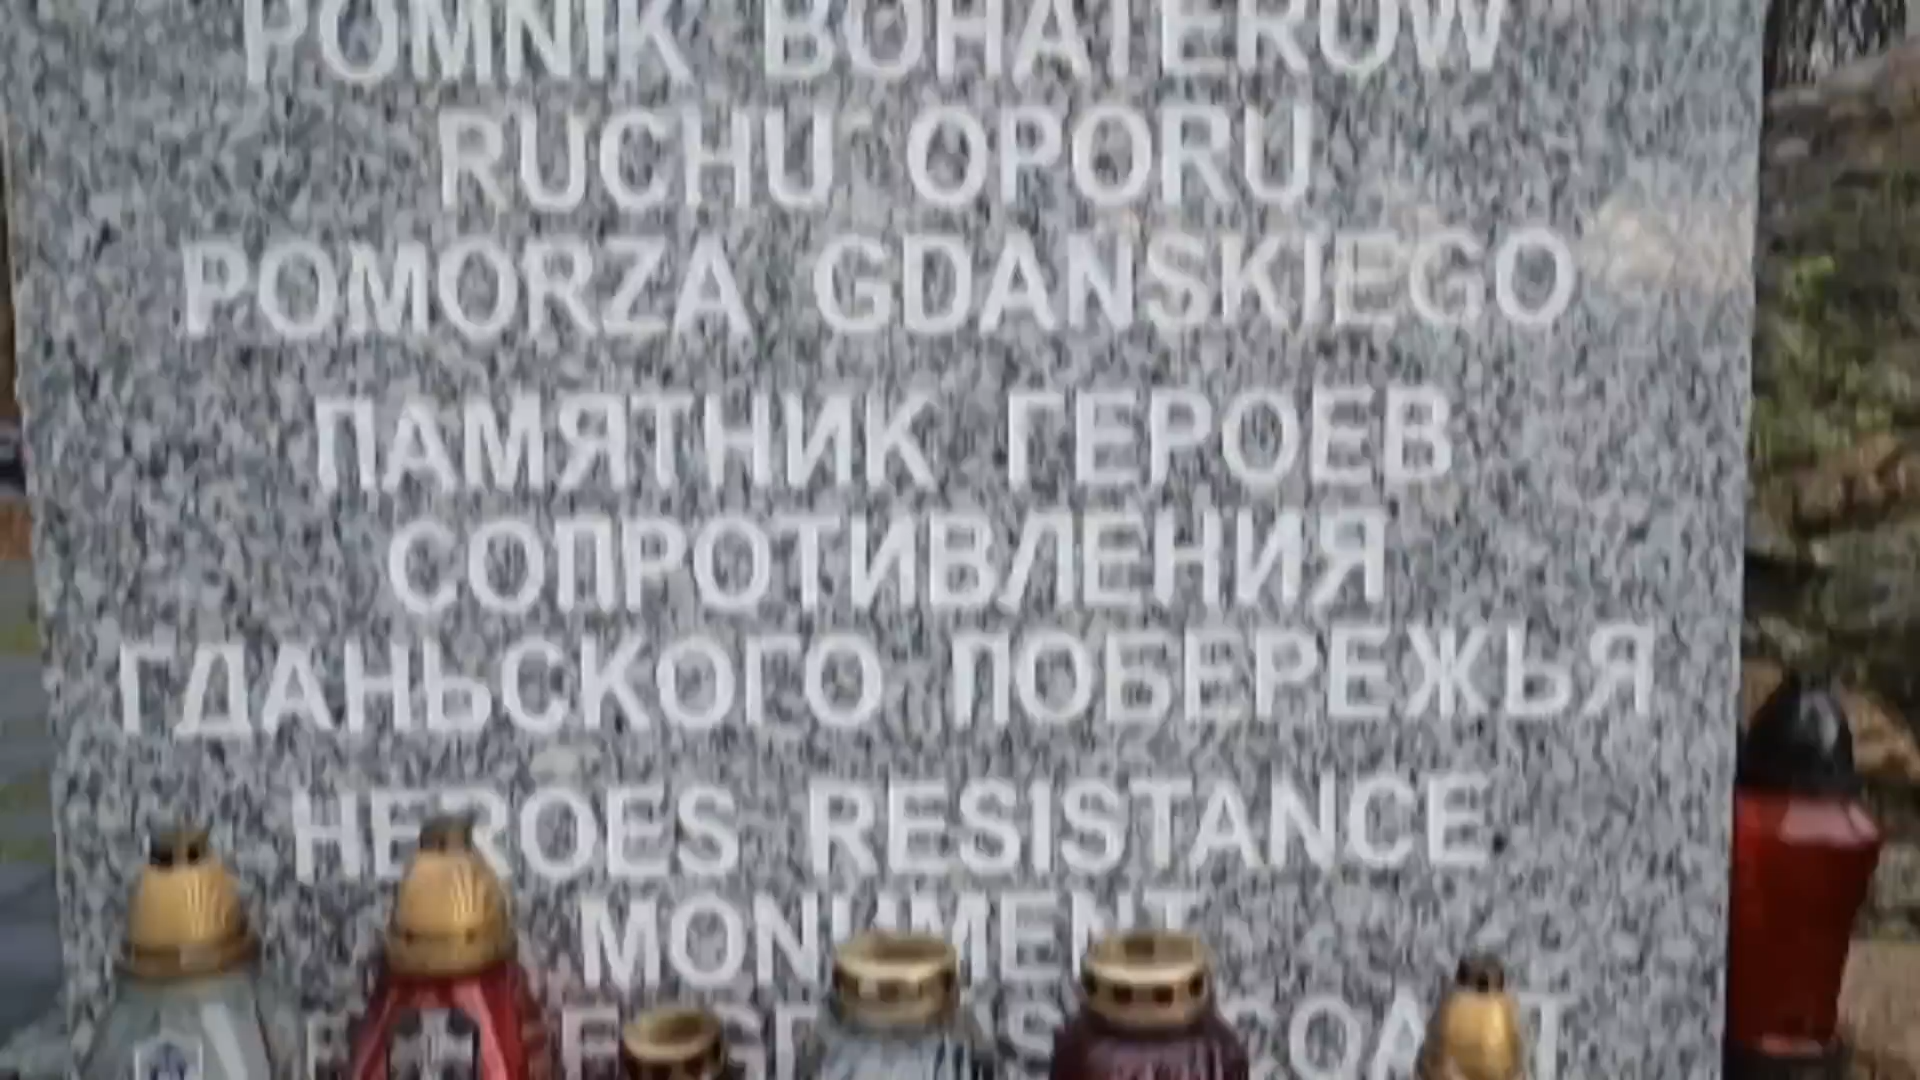 POMNIK BOHATERÓW
RUCHU OPORU
POMORZA GDAŃSKIEGO
ПАМЯТНИК ГЕРОЕВ
СОПРОТИВЛЕНИЯ
ГДАНЬСКОГО ПОБЕРЕЖЬЯ
HEROES RESISTANCE
MONUMENT